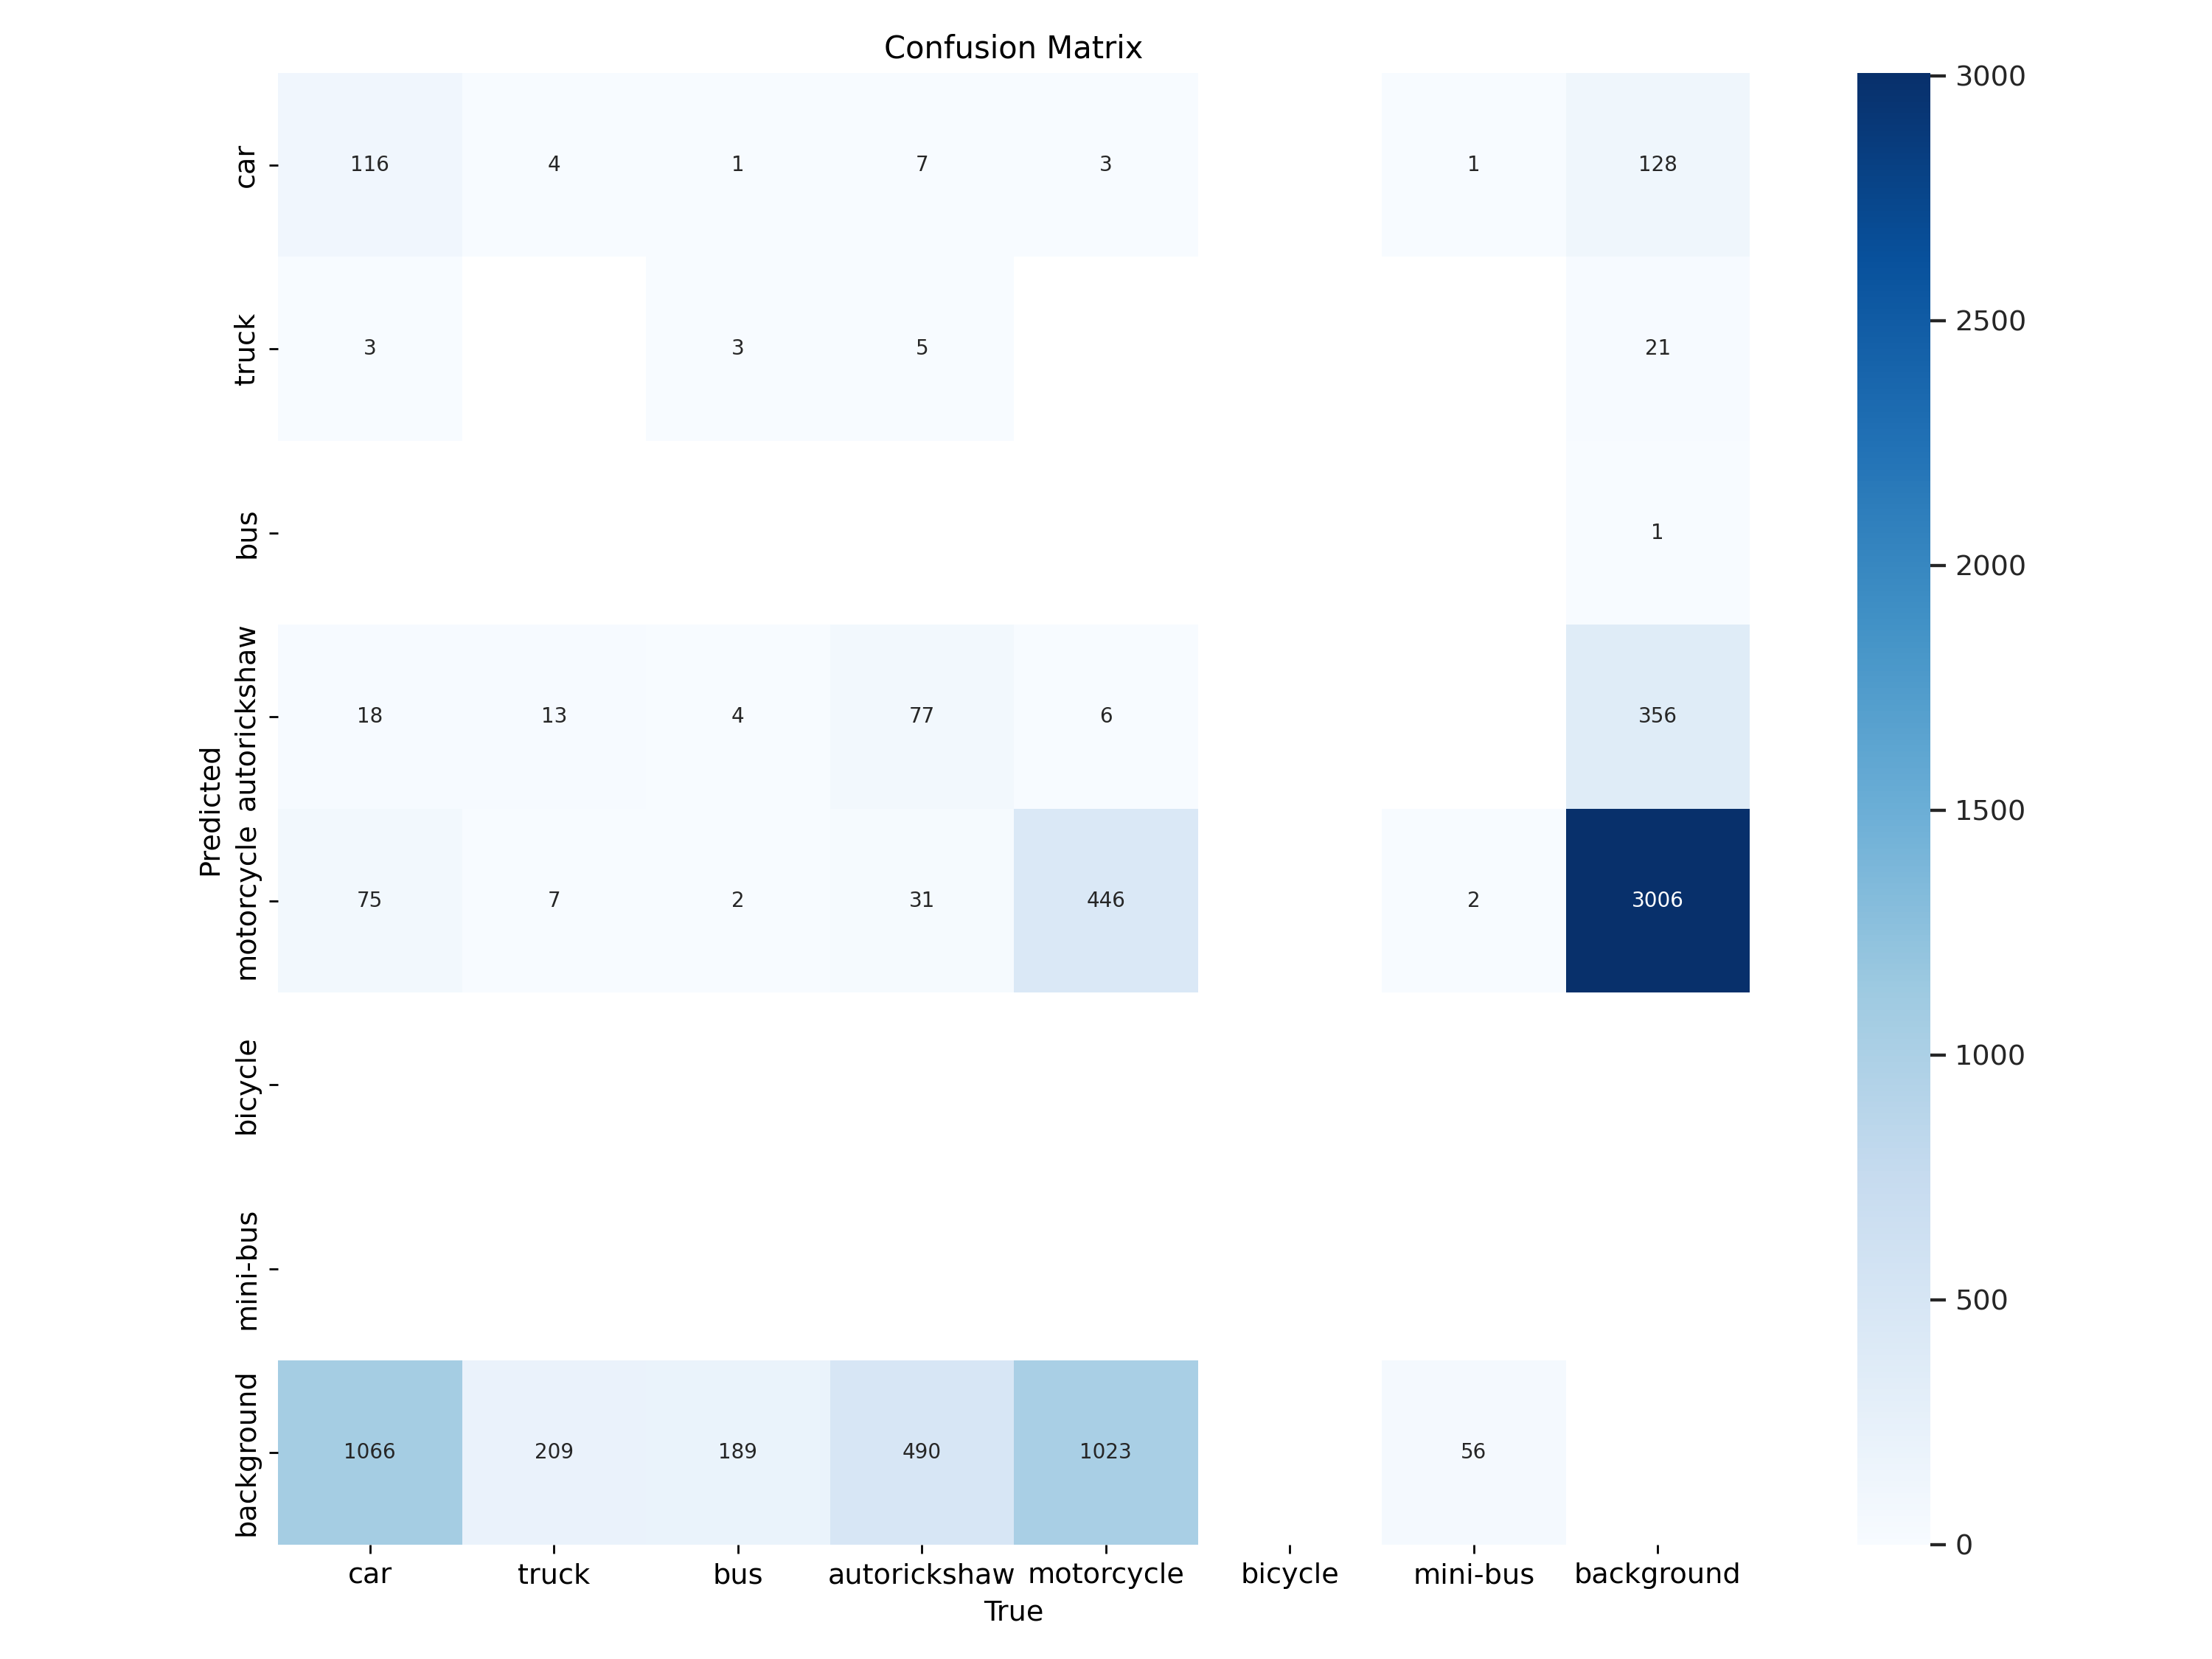 Confusion Matrix
car 116 4 1 7 3 1 128
truck 3 3 5 21
bus 1
autorickshaw 18 13 4 77 6 356
motorcycle 75 7 2 31 446 2 3006
bicycle
mini-bus
background 1066 209 189 490 1023 56
Predicted
car truck bus autorickshaw motorcycle bicycle mini-bus background
True
3000
2500
2000
1500
1000
500
0